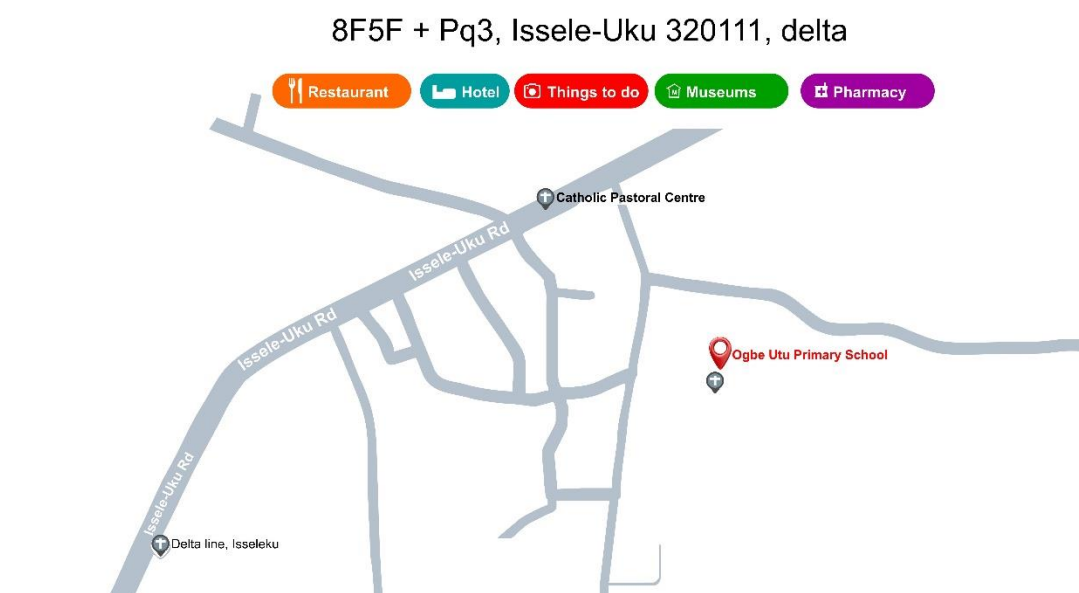 8F5F + Pq3, Issele-Uku 320111, delta
Restaurant
Hotel
Things to do
Museums
Pharmacy
Catholic Pastoral Centre
Issele-Uku Rd
Issele-Uku Rd
Ogbe Utu Primary School
Issele-Uku Rd
Delta line, Isseleku